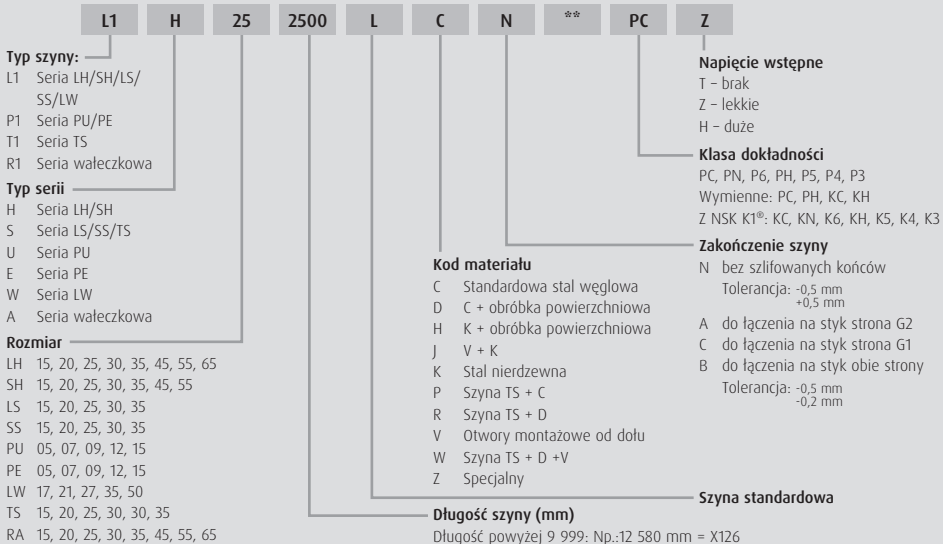 L1 H 25 2500 L C N ** PC Z
Typ szyny:
L1 Seria LH/SH/LS/
SS/LW
P1 Seria PU/PE
T1 Seria TS
R1 Seria wałeczkowa
Typ serii
H Seria LH/SH
S Seria LS/SS/TS
U Seria PU
E Seria PE
W Seria LW
A Seria wałeczkowa
Rozmiar
LH 15, 20, 25, 30, 35, 45, 55, 65
SH 15, 20, 25, 30, 35, 45, 55
LS 15, 20, 25, 30, 35
SS 15, 20, 25, 30, 35
PU 05, 07, 09, 12, 15
PE 05, 07, 09, 12, 15
LW 17, 21, 27, 35, 50
TS 15, 20, 25, 30, 30, 35
RA 15, 20, 25, 30, 35, 45, 55, 65
Kod materiału
C Standardowa stal węglowa
D C + obróbka powierzchniowa
H K + obróbka powierzchniowa
J V + K
K Stal nierdzewna
P Szyna TS + C
R Szyna TS + D
V Otwory montażowe od dołu
W Szyna TS + D +V
Z Specjalny
Długość szyny (mm)
Długość powyżej 9 999: Np.:12 580 mm = X126
Napięcie wstępne
T – brak
Z – lekkie
H – duże
Klasa dokładności
PC, PN, P6, PH, P5, P4, P3
Wymienne: PC, PH, KC, KH
Z NSK K1®: KC, KN, K6, KH, K5, K4, K3
Zakończenie szyny
N bez szlifowanych końców
Tolerancja: -0,5 mm
+0,5 mm
A do łączenia na styk strona G2
C do łączenia na styk strona G1
B do łączenia na styk obie strony
Tolerancja: -0,5 mm
-0,2 mm
Szyna standardowa